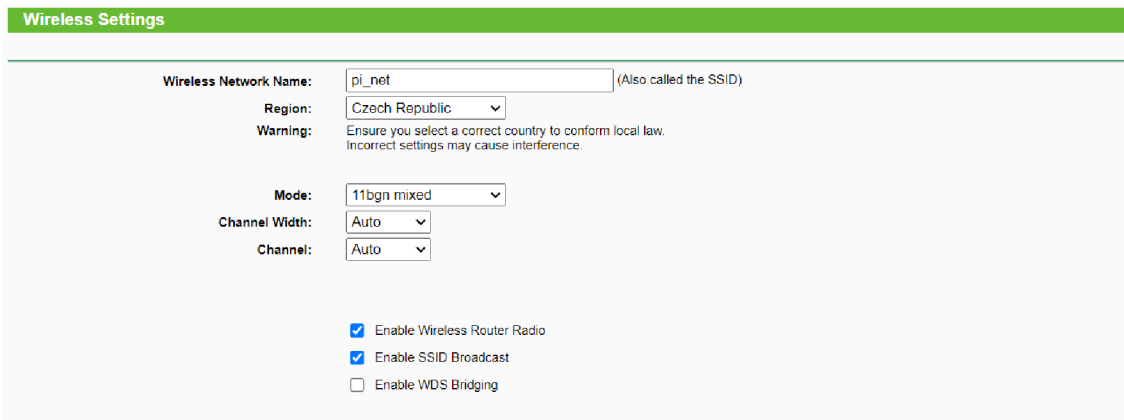 Wireless Settings
Wireless Network Name: pi_net (Also called the SSID)
Region: Czech Republic
Warning: Ensure you select a correct country to conform local law.
Incorrect settings may cause interference.
Mode: 11bgn mixed
Channel Width: Auto
Channel: Auto
Enable Wireless Router Radio
Enable SSID Broadcast
Enable WDS Bridging